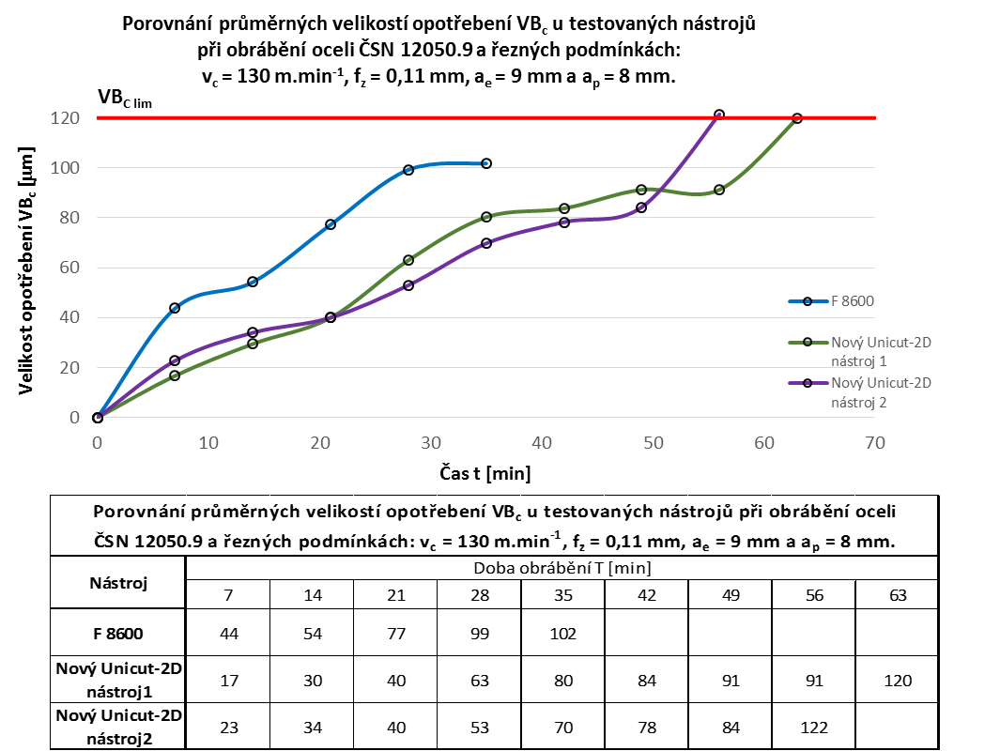 Porovnání průměrných velikostí opotřebení VBc u testovaných nástrojů
při obrábění oceli ČSN 12050.9 a řezných podmínkách:
vc = 130 m.min-1, fz = 0,11 mm, ae = 9 mm a ap = 8 mm.
VBC lim
120
100
80
60
40
20
0
Velikost opotřebení VBc [µm]
0 10 20 30 40 50 60 70
Čas t [min]
F 8600
Nový Unicut-2D
nástroj 1
Nový Unicut-2D
nástroj 2
Porovnání průměrných velikostí opotřebení VBc u testovaných nástrojů při obrábění oceli
ČSN 12050.9 a řezných podmínkách: vc = 130 m.min-1, fz = 0,11 mm, ae = 9 mm a ap = 8 mm.
Nástroj
Doba obrábění T [min]
7 14 21 28 35 42 49 56 63
F 8600 44 54 77 99 102
Nový Unicut-2D
nástroj1
17 30 40 63 80 84 91 91 120
Nový Unicut-2D
nástroj2
23 34 40 53 70 78 84 122